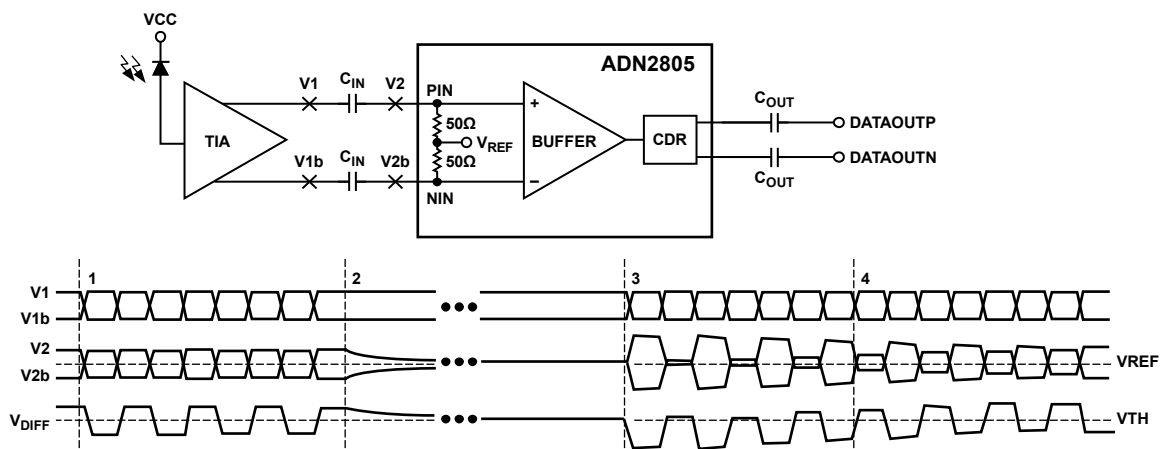 VCC
ADN2805
V1
C_IN
V2
PIN
C_OUT
50Ω
TIA
V_REF
BUFFER
CDR
DATAOUTP
50Ω
V1b
C_IN
V2b
DATAOUTN
NIN
C_OUT
+
−
1
2
3
4
V1
V1b
V2
VREF
V2b
V_DIFF
VTH